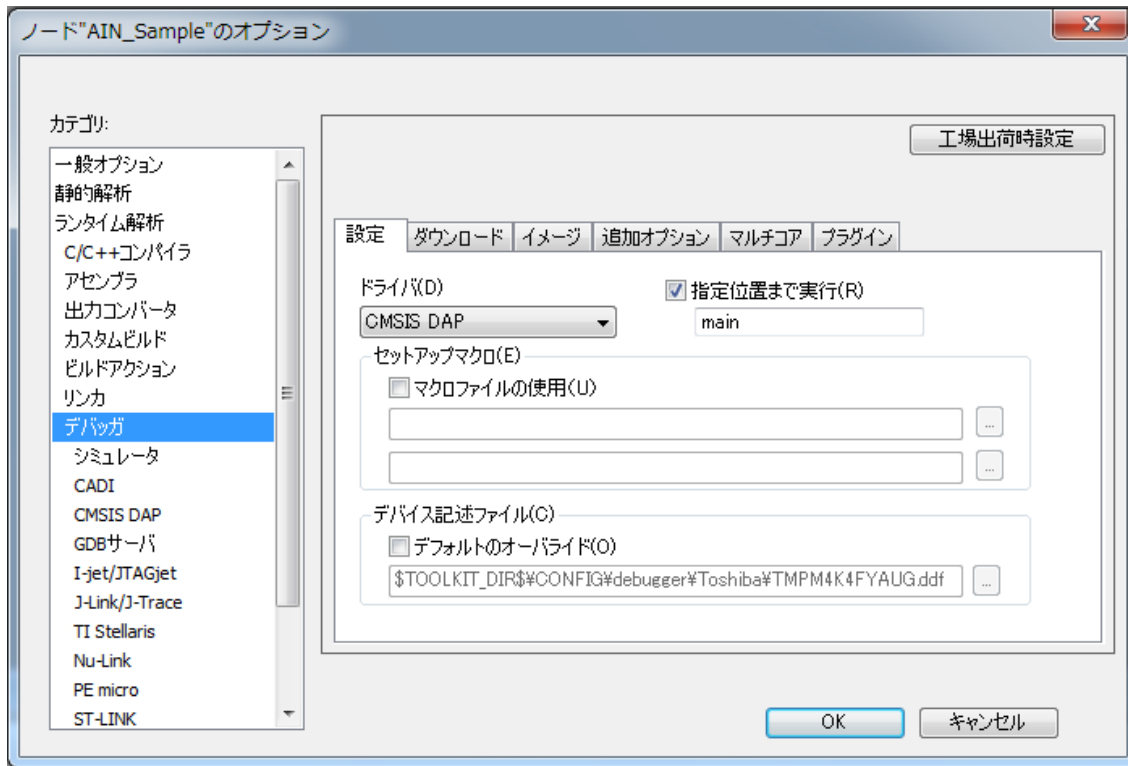 ノード"AIN_Sample"のオプション
カテゴリ:
一般オプション
静的解析
ランタイム解析
C/C++コンパイラ
アセンブラ
出力コンバータ
カスタムビルド
ビルドアクション
リンカ
デバッガ
シミュレータ
CADI
CMSIS DAP
GDBサーバ
I-jet/JTAGjet
J-Link/J-Trace
TI Stellaris
Nu-Link
PE micro
ST-LINK
工場出荷時設定
設定 ダウンロード イメージ 追加オプション マルチコア プラグイン
ドライバ(D) 指定位置まで実行(R)
CMSIS DAP main
セットアップマクロ(E)
マクロファイルの使用(U)
...
...
デバイス記述ファイル(C)
デフォルトのオーバライド(O)
$TOOLKIT_DIR$¥CONFIG¥debugger¥Toshiba¥TMPM4K4FYAUG.ddf ...
OK キャンセル